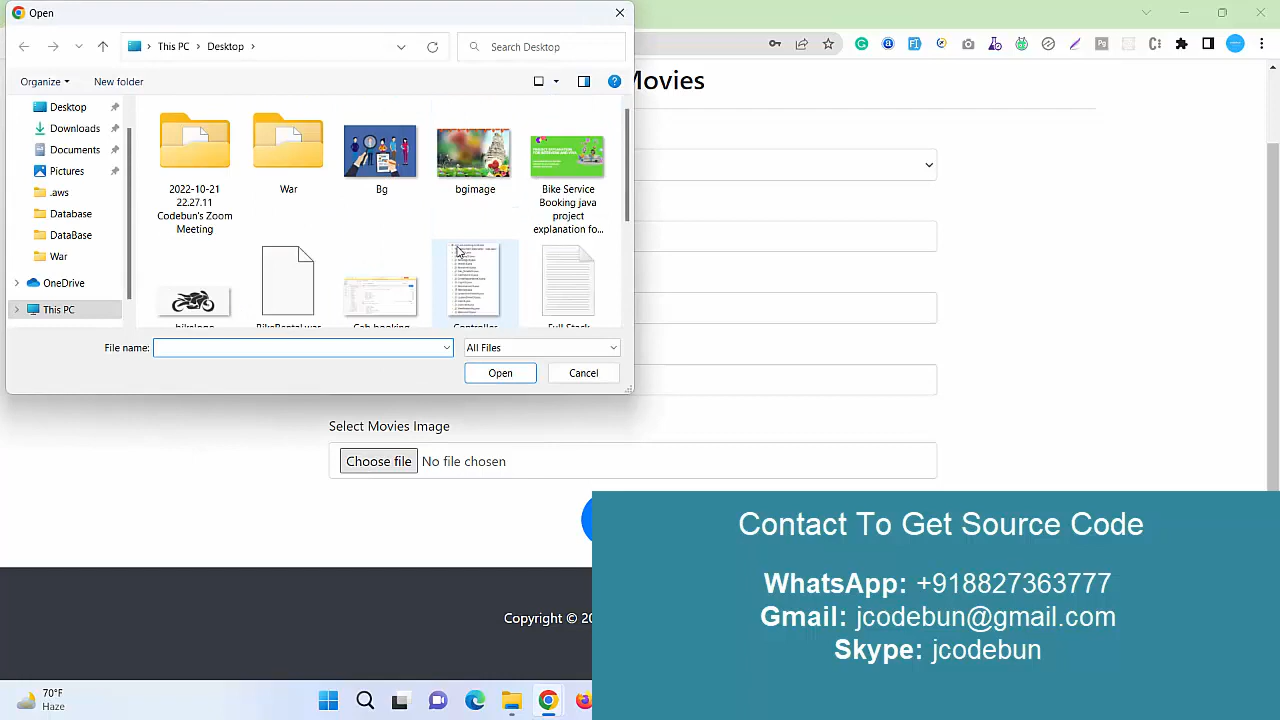 Open
This PC > Desktop >
Search Desktop
Organize
New folder
Desktop
Downloads
Documents
Pictures
.aws
Database
DataBase
War
OneDrive
This PC
2022-10-21
22.27.11
Codebun's Zoom
Meeting
War
Bg
bgimage
Bike Service
Booking java
project
explanation fo...
File name:
All Files
Open
Cancel
Movies
Select Movies Image
Choose file No file chosen
Contact To Get Source Code
WhatsApp: +918827363777
Gmail: jcodebun@gmail.com
Skype: jcodebun
Copyright © 20
70°F
Haze